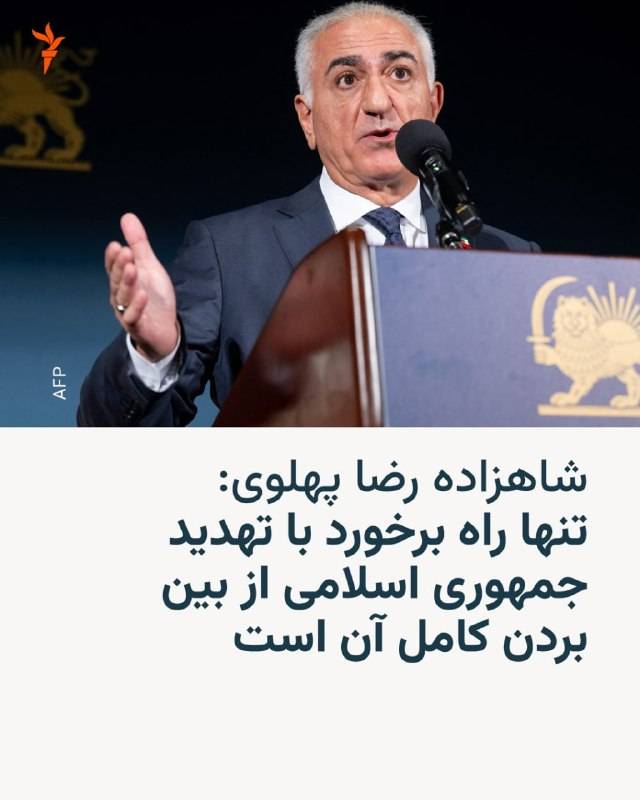 AFP
شاهزاده رضا پهلوی:
تنها راه برخورد با تهدید
جمهوری اسلامی از بین
بردن کامل آن است